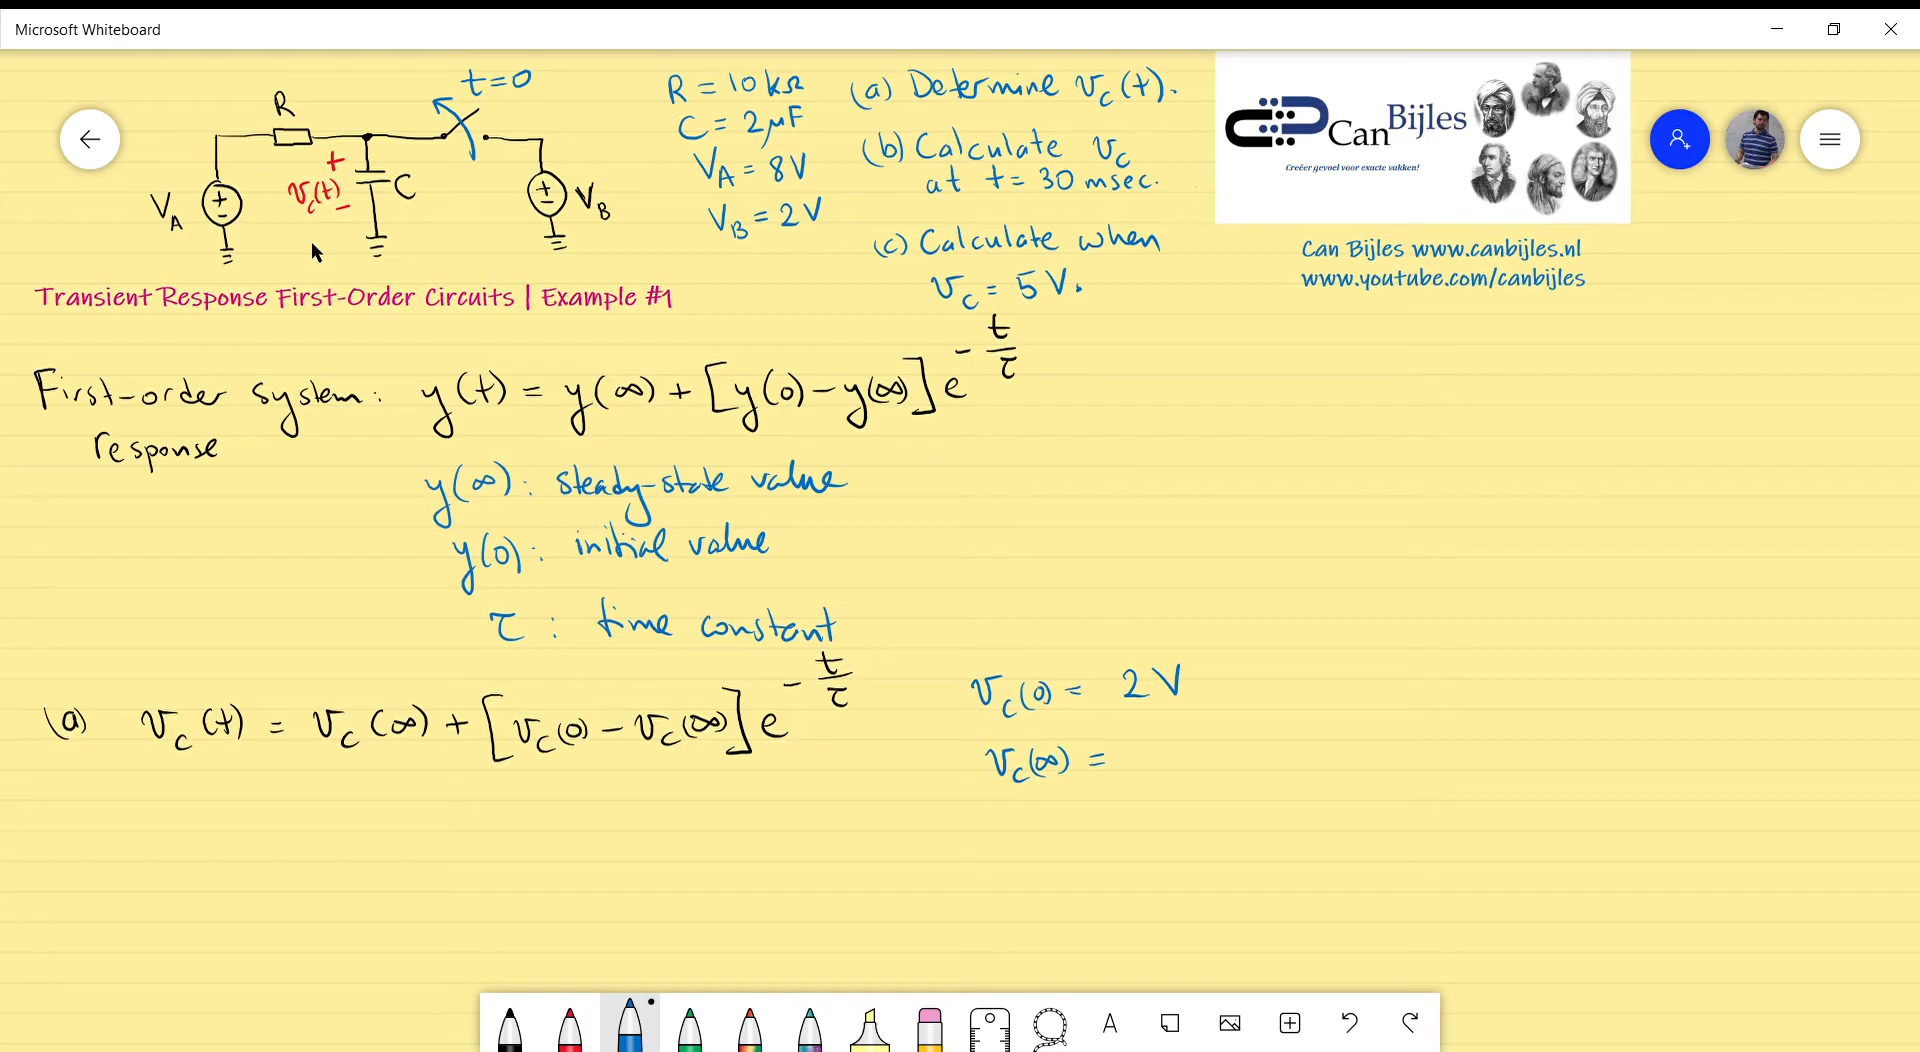 Microsoft Whiteboard
t=0
R
+
v_c(t)
−
C
V_A
+
−
+
−
V_B
R = 10 kΩ
C = 2 μF
V_A = 8 V
V_B = 2 V
(a) Determine v_c(t).
(b) Calculate v_c
at t = 30 msec.
(c) Calculate when
v_c = 5 V.
Can Bijles
Creëer gevoel voor exacte vakken!
Can Bijles www.canbijles.nl
www.youtube.com/canbijles
Transient Response First-Order Circuits | Example #1
First-order system: y(t) = y(∞) + [y(0) − y(∞)] e^(−t/τ)
response
y(∞): steady-state value
y(0): initial value
τ : time constant
(a) v_c(t) = v_c(∞) + [v_c(0) − v_c(∞)] e^(−t/τ)
v_c(0) = 2 V
v_c(∞) =
A